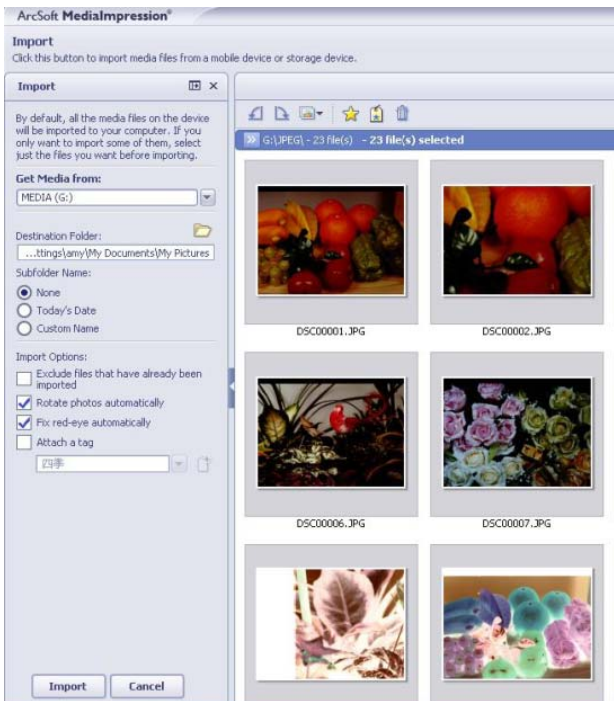 ArcSoft MediaImpression®
Import
Click this button to import media files from a mobile device or storage device.
Import
By default, all the media files on the device
will be imported to your computer. If you
only want to import some of them, select
just the files you want before importing.
Get Media from:
MEDIA (G:)
Destination Folder:
...ttings\amy\My Documents\My Pictures
Subfolder Name:
None
Today's Date
Custom Name
Import Options:
Exclude files that have already been
imported
Rotate photos automatically
Fix red-eye automatically
Attach a tag
四季
Import
Cancel
G:\JPEG\ - 23 file(s) - 23 file(s) selected
DSC00001.JPG
DSC00002.JPG
DSC00006.JPG
DSC00007.JPG